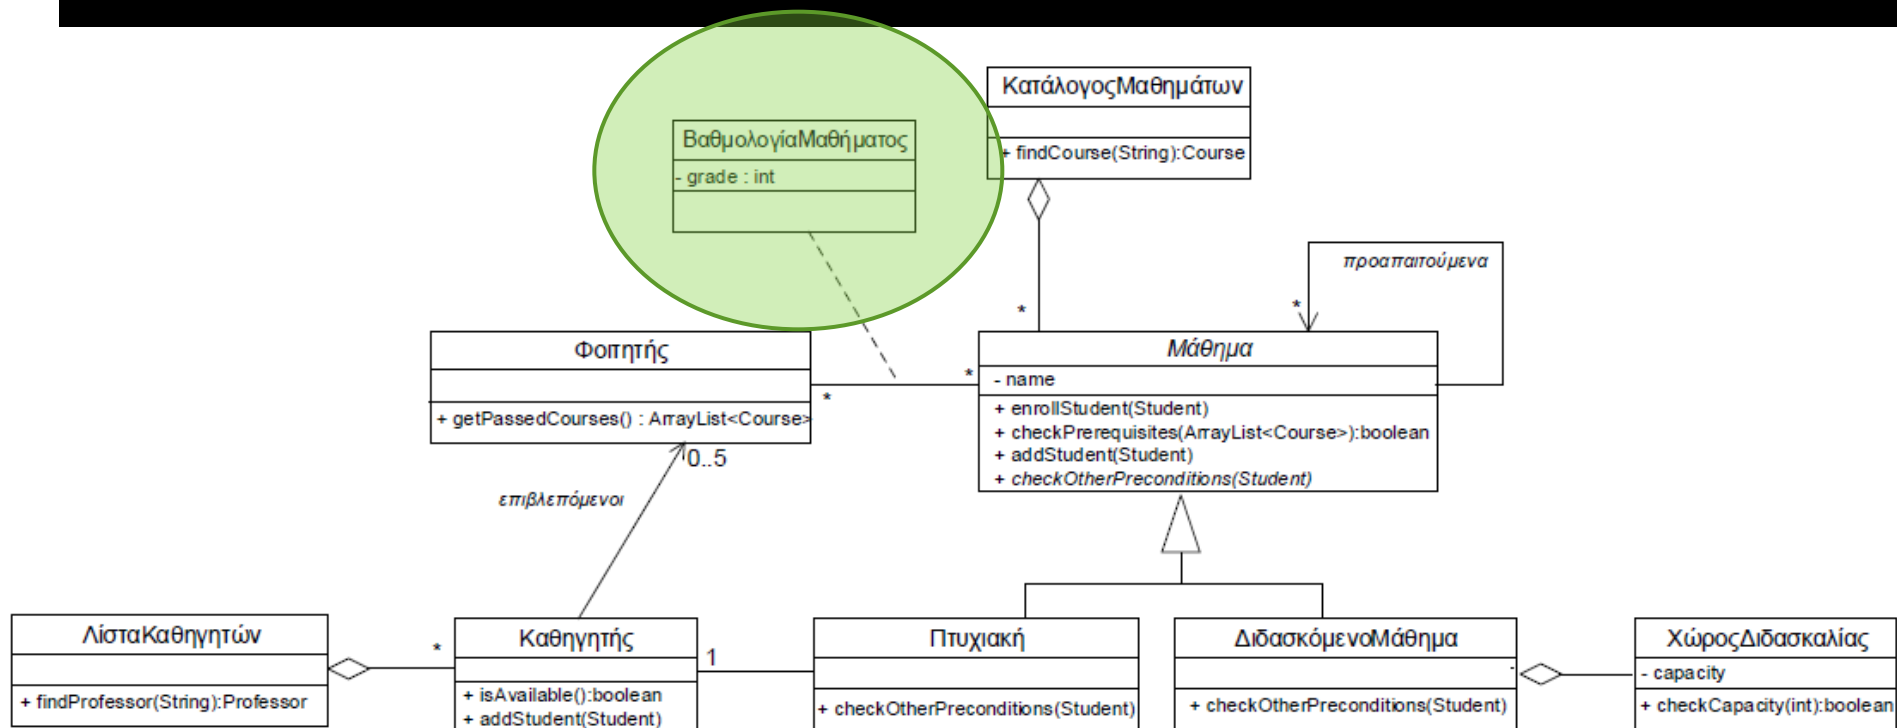 ΚατάλογοςΜαθημάτων
+ findCourse(String):Course
ΒαθμολογίαΜαθήματος
- grade : int
προαπαιτούμενα
*
*
Φοιτητής
+ getPassedCourses() : ArrayList<Course>
*
*
Μάθημα
- name
+ enrollStudent(Student)
+ checkPrerequisites(ArrayList<Course>):boolean
+ addStudent(Student)
+ checkOtherPreconditions(Student)
0..5
επιβλεπόμενοι
ΛίσταΚαθηγητών
+ findProfessor(String):Professor
*
Καθηγητής
+ isAvailable():boolean
+ addStudent(Student)
1
Πτυχιακή
+ checkOtherPreconditions(Student)
ΔιδασκόμενοΜάθημα
+ checkOtherPreconditions(Student)
ΧώροςΔιδασκαλίας
- capacity
+ checkCapacity(int):boolean